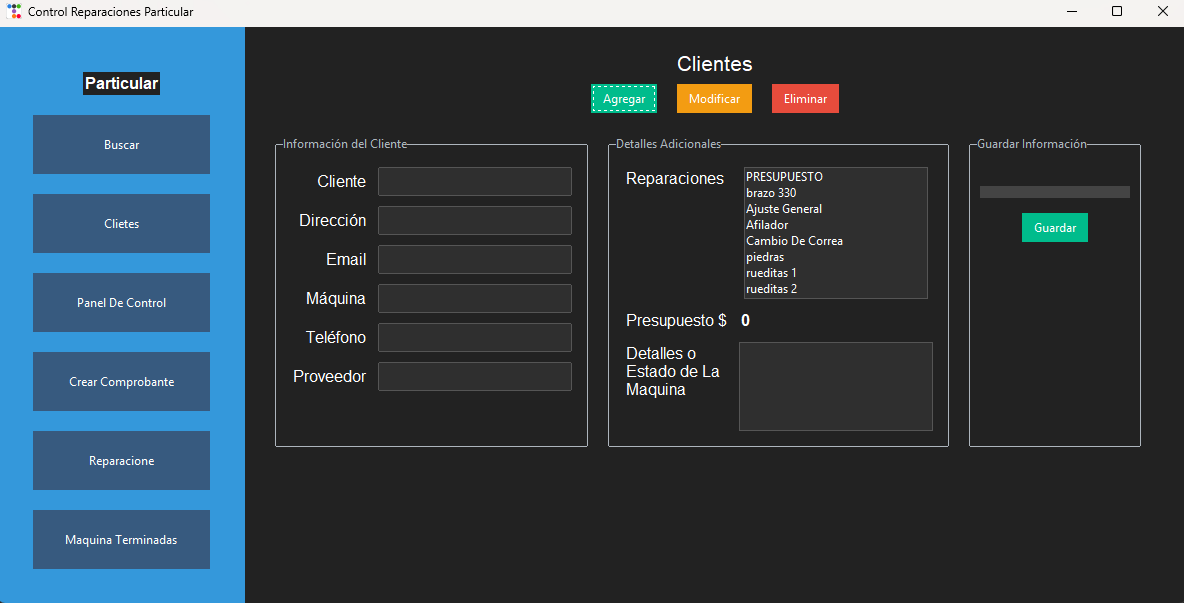 Control Reparaciones Particular
Particular
Buscar
Clietes
Panel De Control
Crear Comprobante
Reparacione
Maquina Terminadas
Clientes
Agregar
Modificar
Eliminar
Información del Cliente
Cliente
Dirección
Email
Máquina
Teléfono
Proveedor
Detalles Adicionales
Reparaciones
PRESUPUESTO
brazo 330
Ajuste General
Afilador
Cambio De Correa
piedras
rueditas 1
rueditas 2
Presupuesto $ 0
Detalles o
Estado de La
Maquina
Guardar Información
Guardar